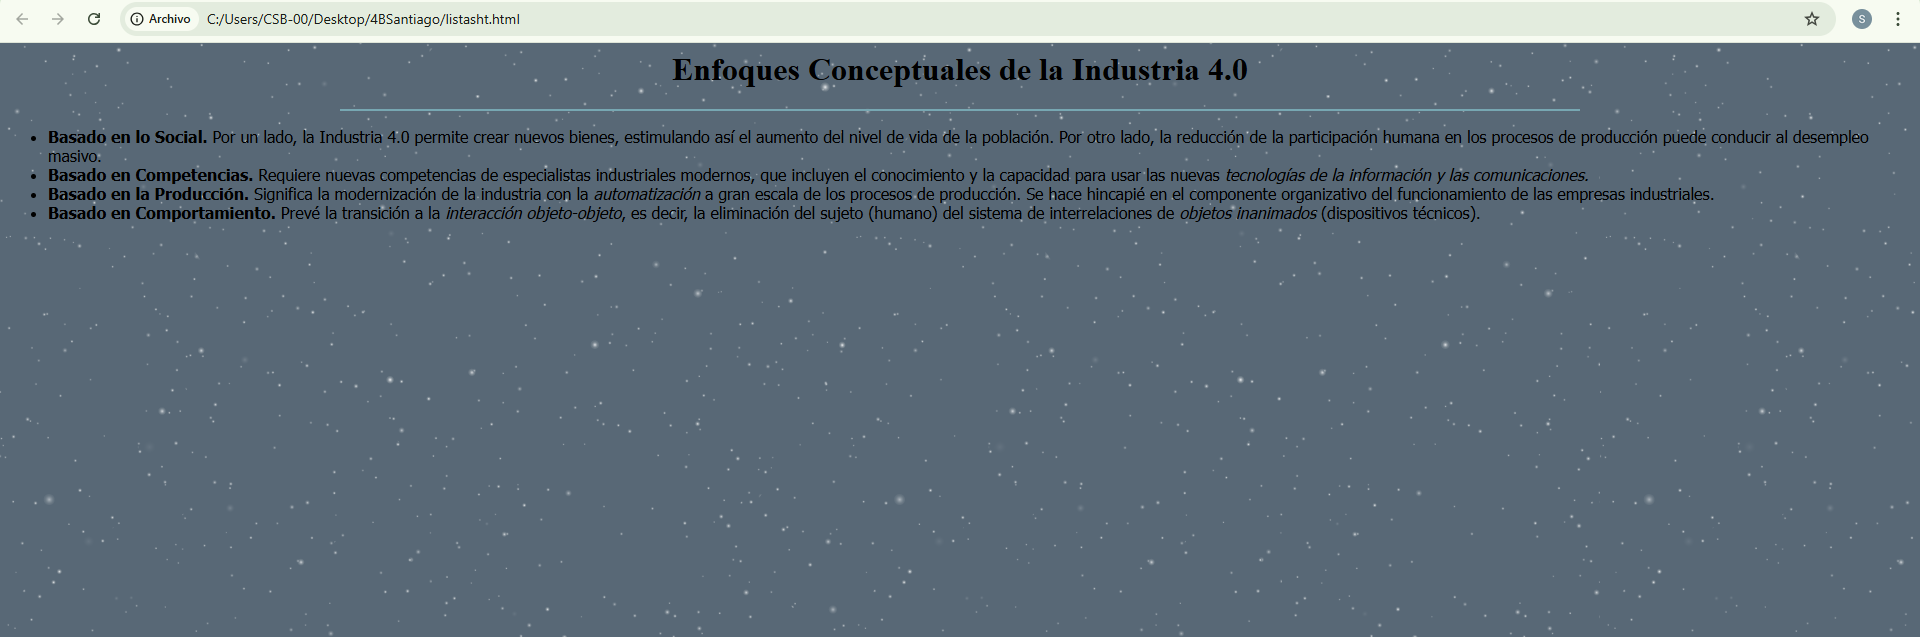 Archivo C:/Users/CSB-00/Desktop/4BSantiago/listasht.html S
Enfoques Conceptuales de la Industria 4.0
Basado en lo Social. Por un lado, la Industria 4.0 permite crear nuevos bienes, estimulando así el aumento del nivel de vida de la población. Por otro lado, la reducción de la participación humana en los procesos de producción puede conducir al desempleo
masivo.
Basado en Competencias. Requiere nuevas competencias de especialistas industriales modernos, que incluyen el conocimiento y la capacidad para usar las nuevas tecnologías de la información y las comunicaciones.
Basado en la Producción. Significa la modernización de la industria con la automatización a gran escala de los procesos de producción. Se hace hincapié en el componente organizativo del funcionamiento de las empresas industriales.
Basado en Comportamiento. Prevé la transición a la interacción objeto-objeto, es decir, la eliminación del sujeto (humano) del sistema de interrelaciones de objetos inanimados (dispositivos técnicos).